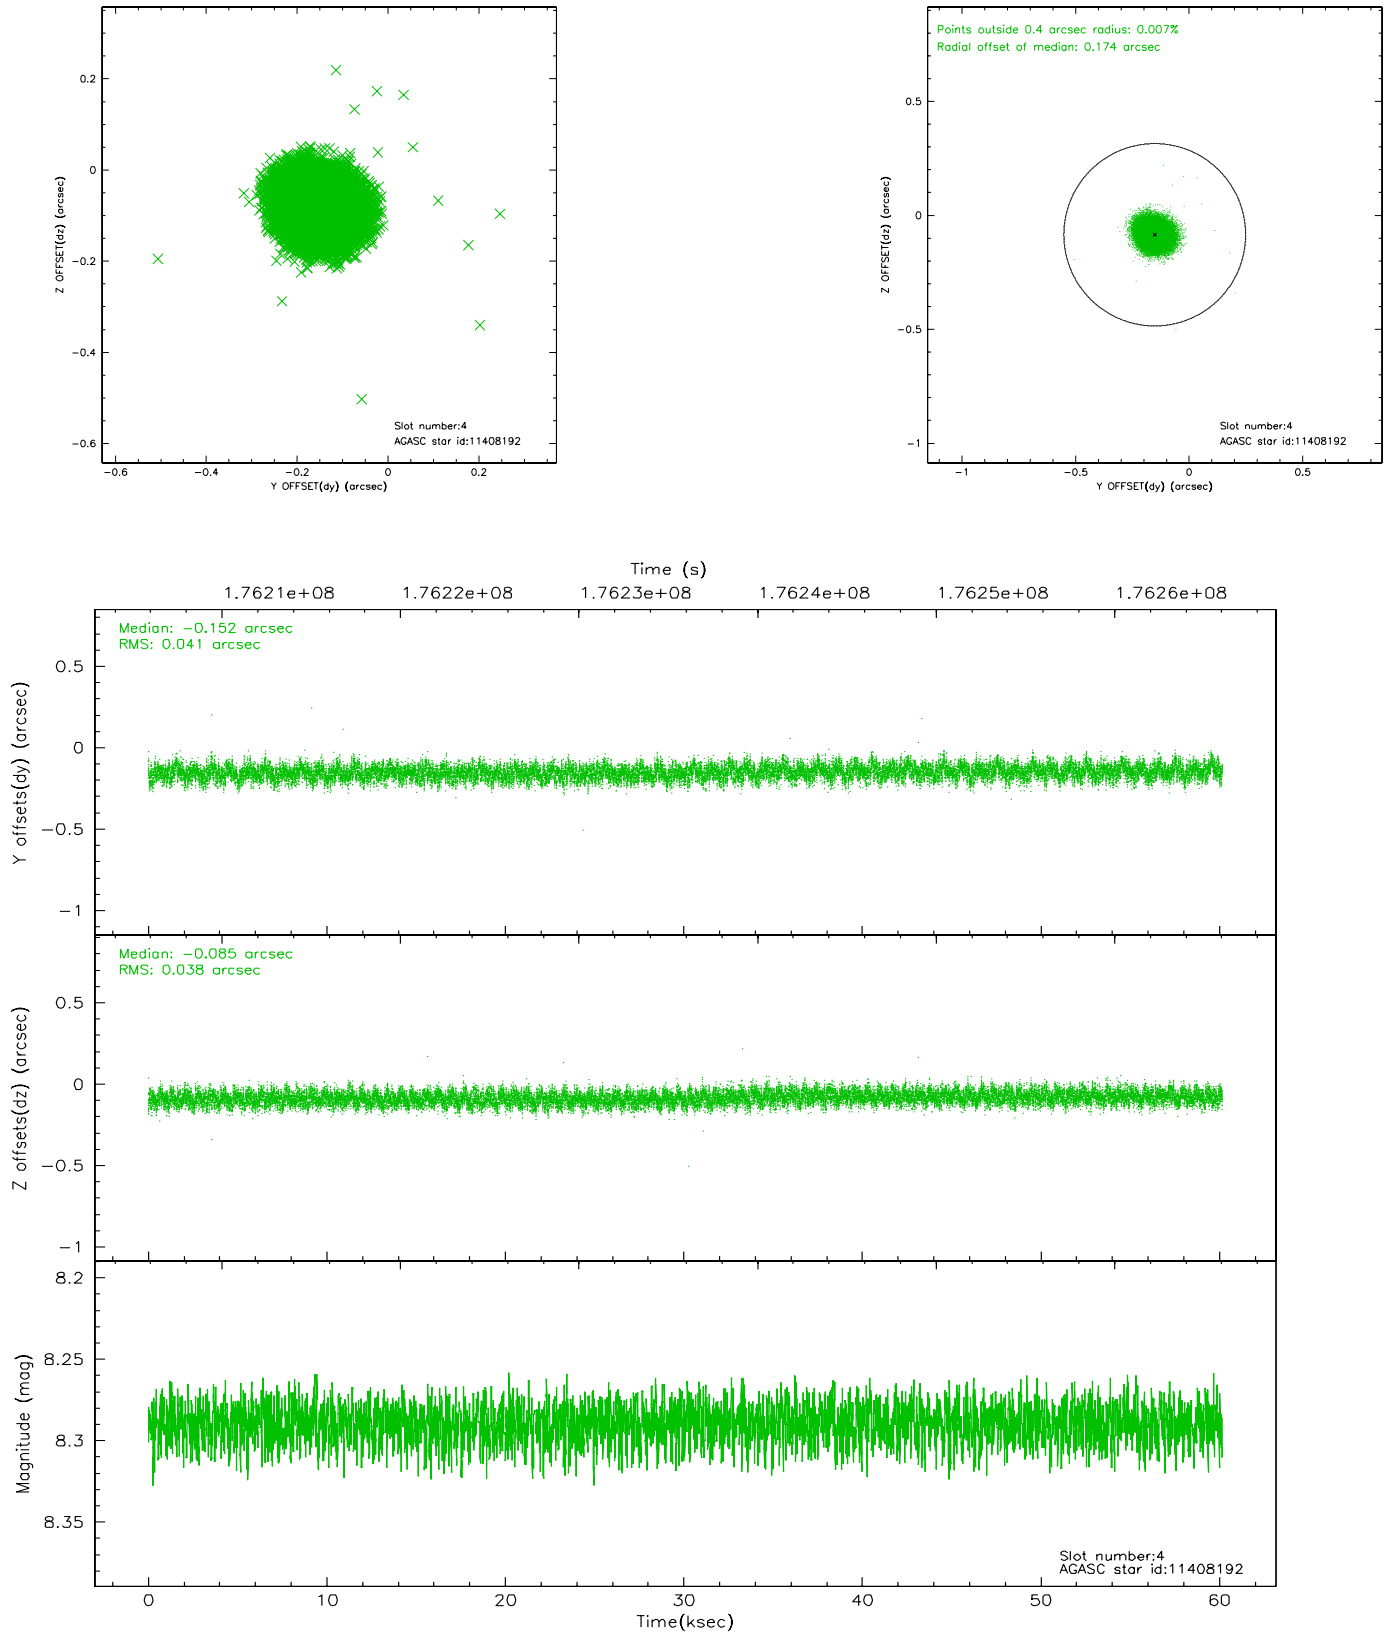 0.2
0
-0.2
-0.4
-0.6
Z OFFSET(dz) (arcsec)
Slot number:4
AGASC star id:11408192
-0.6 -0.4 -0.2 0 0.2
Y OFFSET(dy) (arcsec)
Points outside 0.4 arcsec radius: 0.007%
Radial offset of median: 0.174 arcsec
0.5
0
-0.5
-1
Z OFFSET(dz) (arcsec)
Slot number:4
AGASC star id:11408192
-1 -0.5 0 0.5
Y OFFSET(dy) (arcsec)
Time (s)
1.7621e+08 1.7622e+08 1.7623e+08 1.7624e+08 1.7625e+08 1.7626e+08
Median: -0.152 arcsec
RMS: 0.041 arcsec
0.5
0
-0.5
-1
Y offsets(dy) (arcsec)
Median: -0.085 arcsec
RMS: 0.038 arcsec
0.5
0
-0.5
-1
Z offsets(dz) (arcsec)
8.2
8.25
8.3
8.35
Magnitude (mag)
Slot number:4
AGASC star id:11408192
0 10 20 30 40 50 60
Time(ksec)